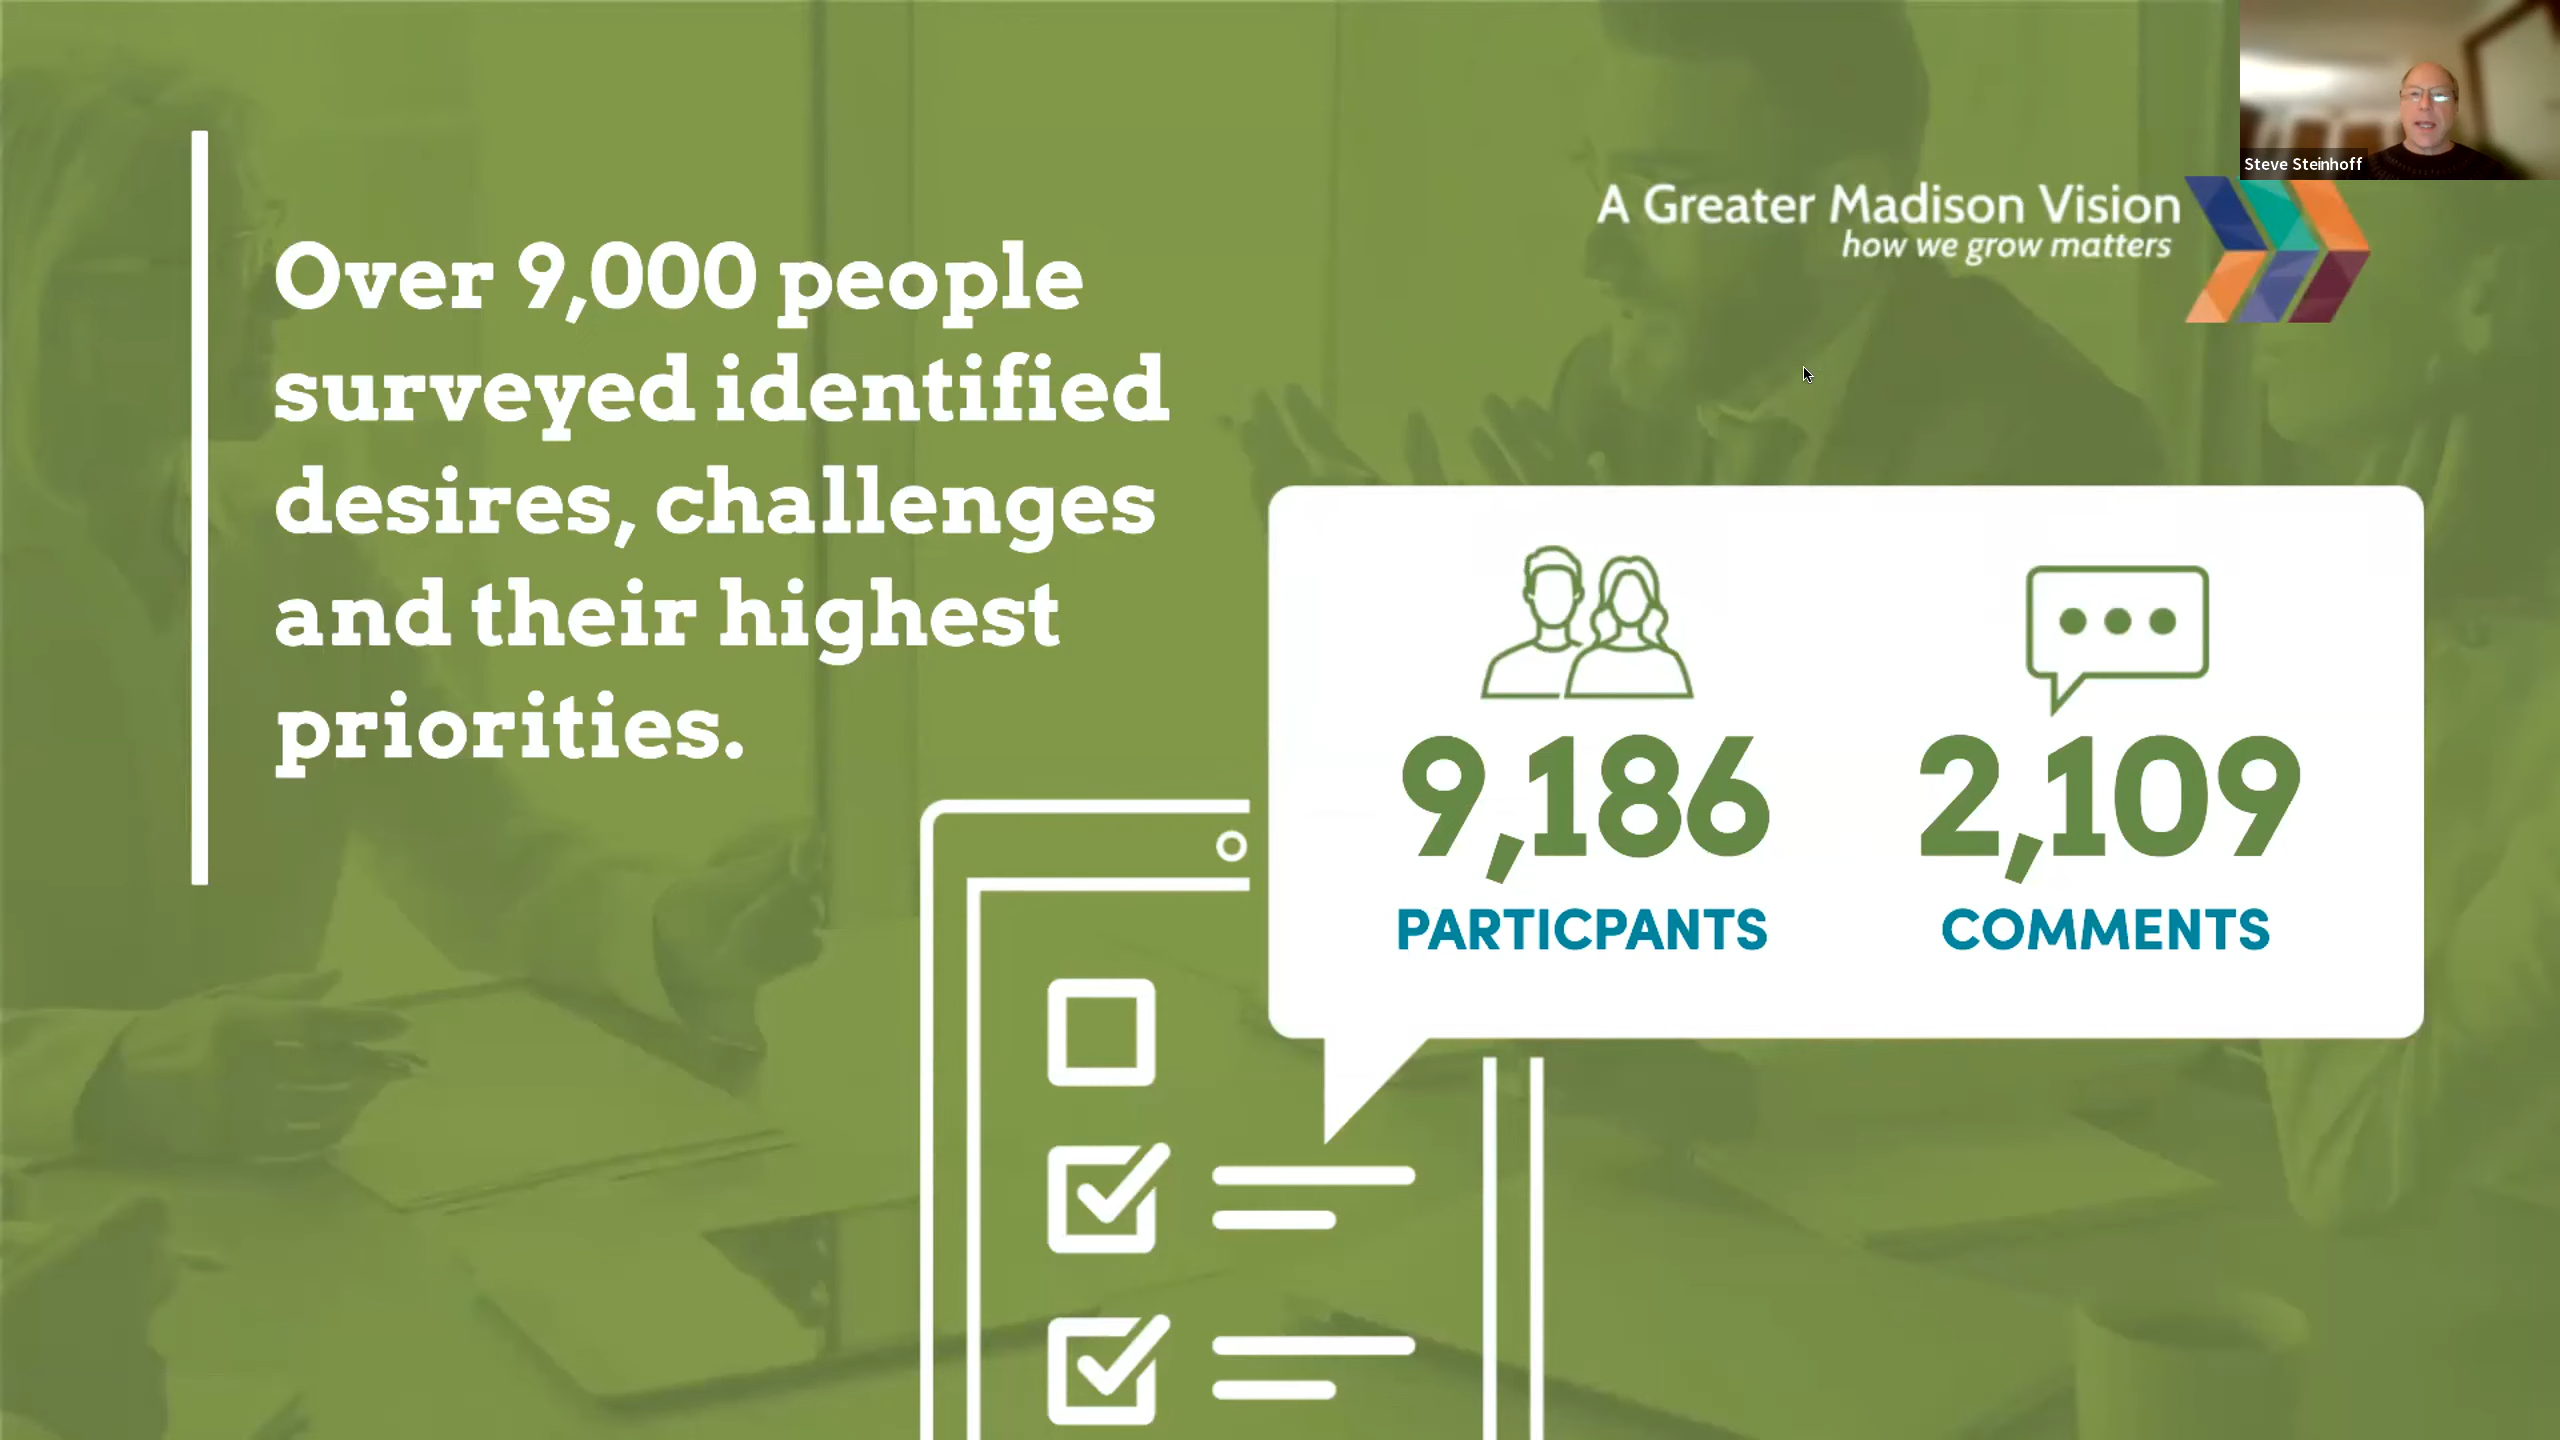 Steve Steinhoff
A Greater Madison Vision
how we grow matters
Over 9,000 people
surveyed identified
desires, challenges
and their highest
priorities.
9,186
PARTICPANTS
2,109
COMMENTS